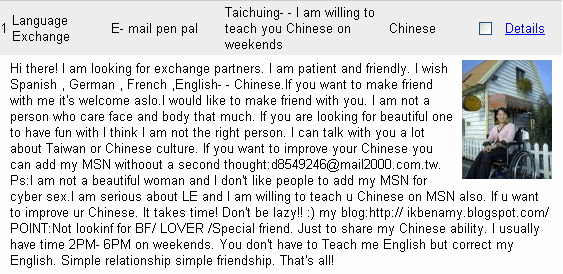 1 Language Exchange E- mail pen pal Taichuing- - I am willing to teach you Chinese on weekends Chinese Details
Hi there! I am looking for exchange partners. I am patient and friendly. I wish
Spanish , German , French ,English- - Chinese.If you want to make friend
with me it's welcome aslo.I would like to make friend with you. I am not a
person who care face and body that much. If you are looking for beautiful one
to have fun with I think I am not the right person. I can talk with you a lot
about Taiwan or Chinese culture. If you want to improve your Chinese you
can add my MSN withoout a second thought:d8549246@mail2000.com.tw.
Ps:I am not a beautiful woman and I don't like people to add my MSN for
cyber sex.I am serious about LE and I am willing to teach u Chinese on MSN also. If u want
to improve ur Chinese. It takes time! Don't be lazy!! :) my blog:http:// ikbenamy.blogspot.com/
POINT:Not lookinf for BF/ LOVER /Special friend. Just to share my Chinese ability. I usually
have time 2PM- 6PM on weekends. You don't have to Teach me English but correct my
English. Simple relationship simple friendship. That's all!